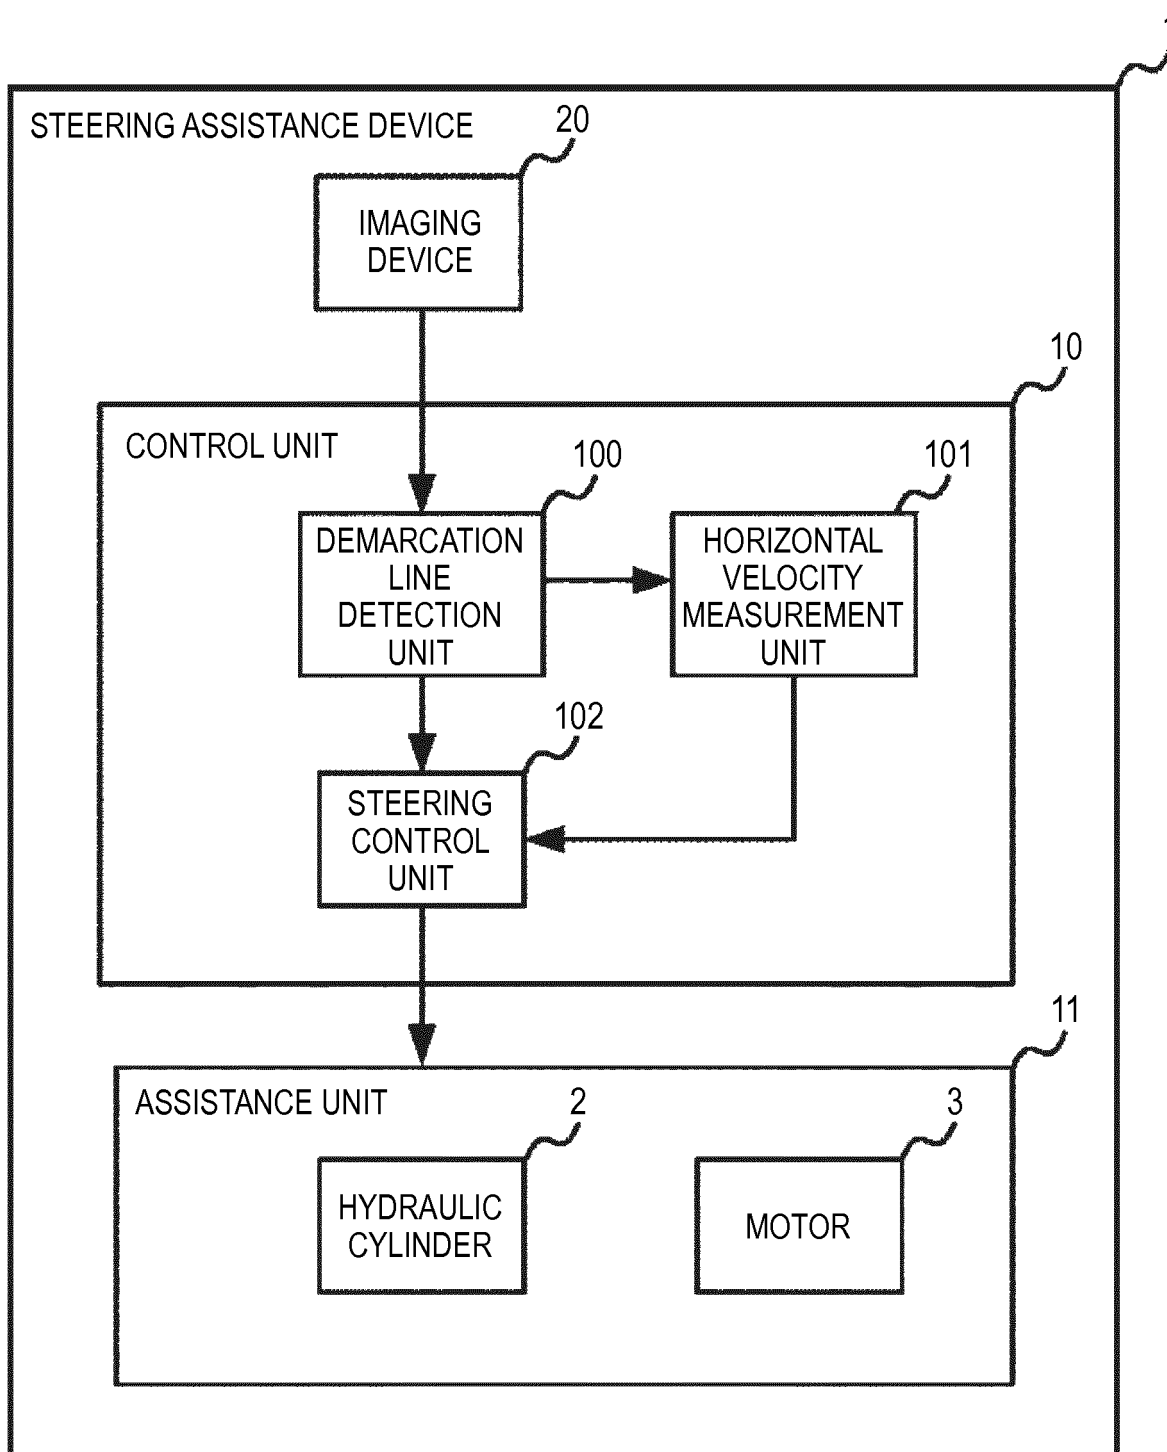 STEERING ASSISTANCE DEVICE
20
IMAGING
DEVICE
10
CONTROL UNIT
100
101
DEMARCATION
LINE
DETECTION
UNIT
HORIZONTAL
VELOCITY
MEASUREMENT
UNIT
102
STEERING
CONTROL
UNIT
11
ASSISTANCE UNIT
2
3
HYDRAULIC
CYLINDER
MOTOR